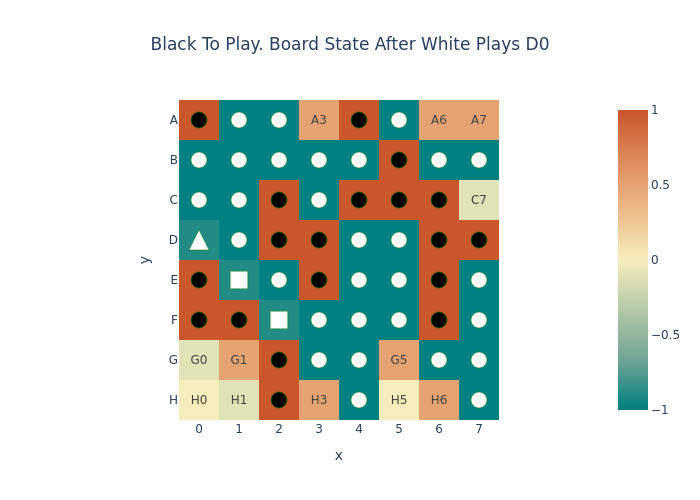 Black To Play. Board State After White Plays D0
A A3 A6 A7 1
B
C C7 0.5
D
y E 0
F −0.5
G G0 G1 G5
H H0 H1 H3 H5 H6 −1
0 1 2 3 4 5 6 7
x